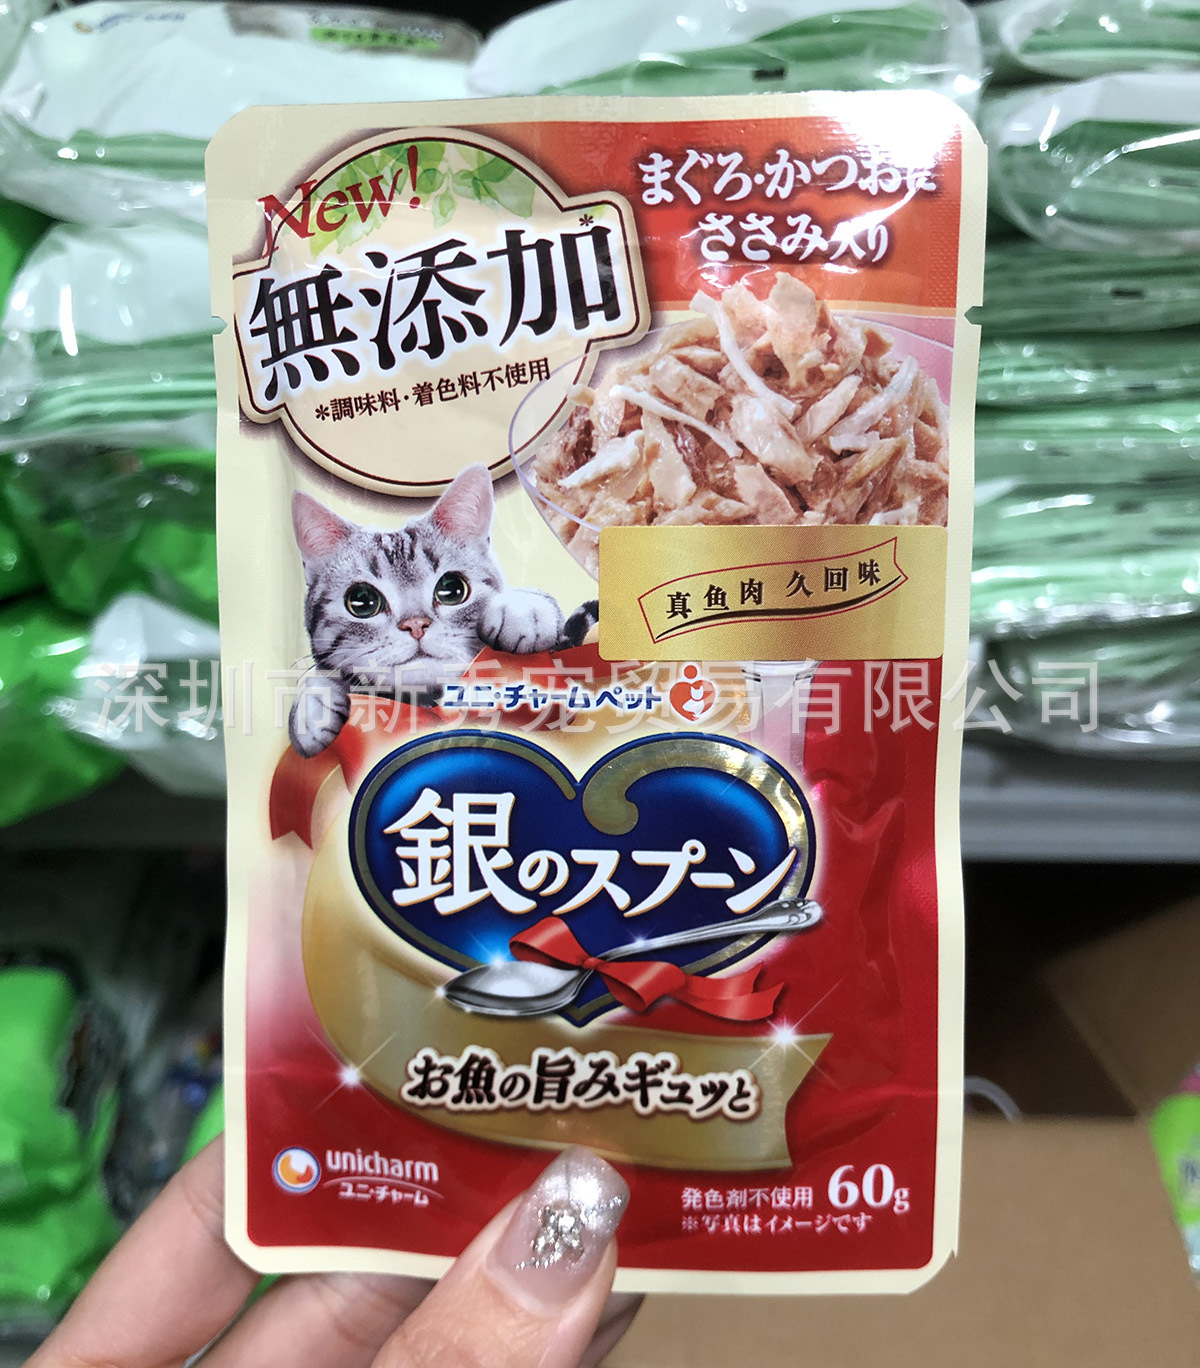 New!
無添加*
*調味料・着色料不使用
まぐろ・かつおに
ささみ入り
真鱼肉 久回味
深圳市新秀宠贸易有限公司
ユニ・チャームペット
銀のスプーン
お魚の旨みギュッと
unicharm
ユニ・チャーム
発色剤不使用 60g
※写真はイメージです